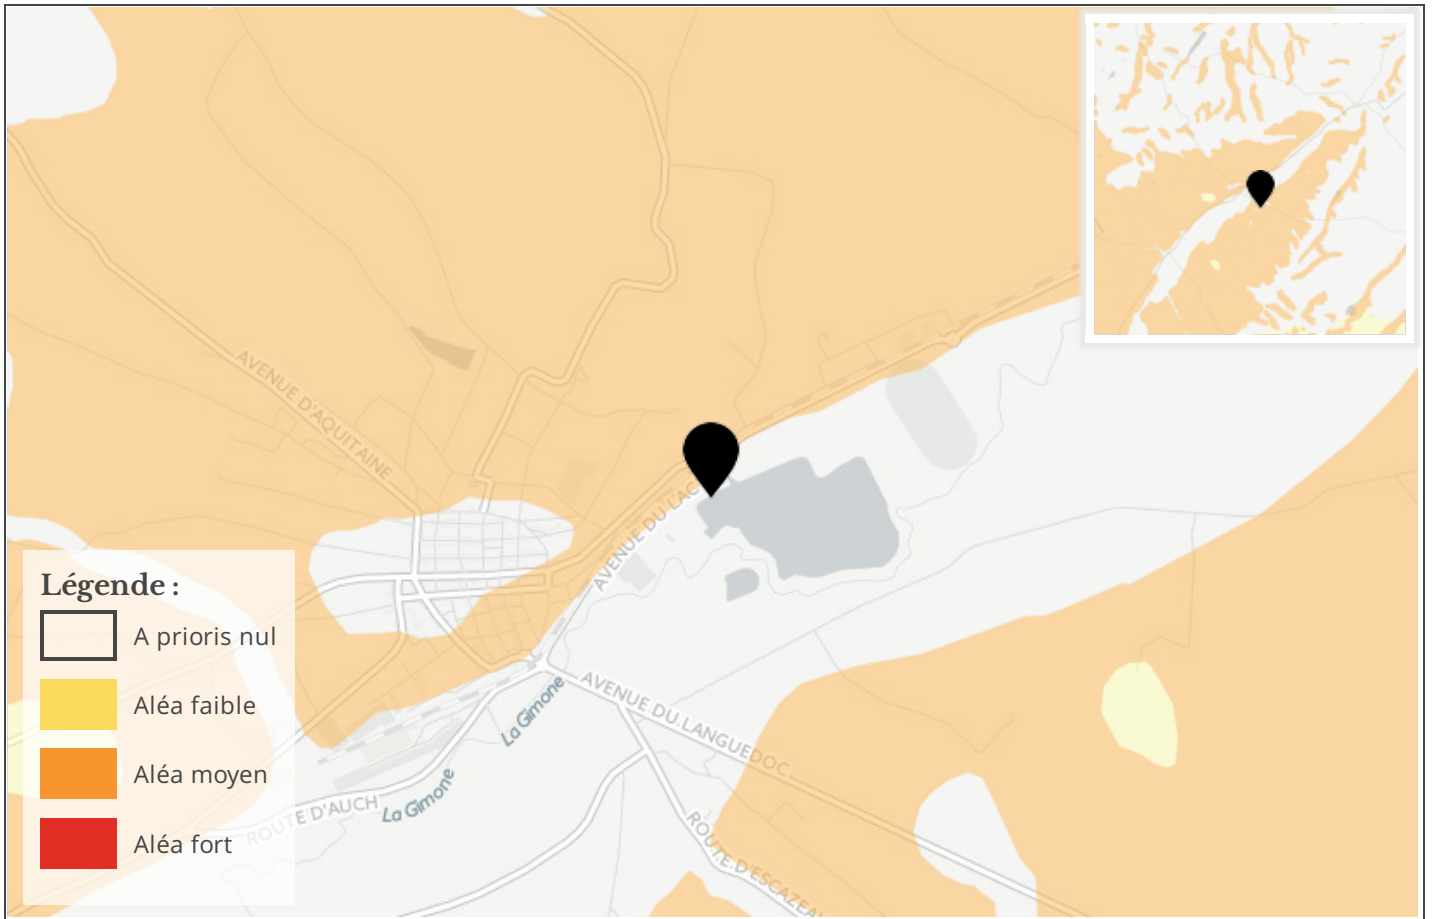 AVENUE D'AQUITAINE
AVENUE DU LAC
La Gimone
AVENUE DU LANGUEDOC
La Gimone
ROUTE D'AUCH
ROUTE D'ESCAZEAU
Légende :
A prioris nul
Aléa faible
Aléa moyen
Aléa fort